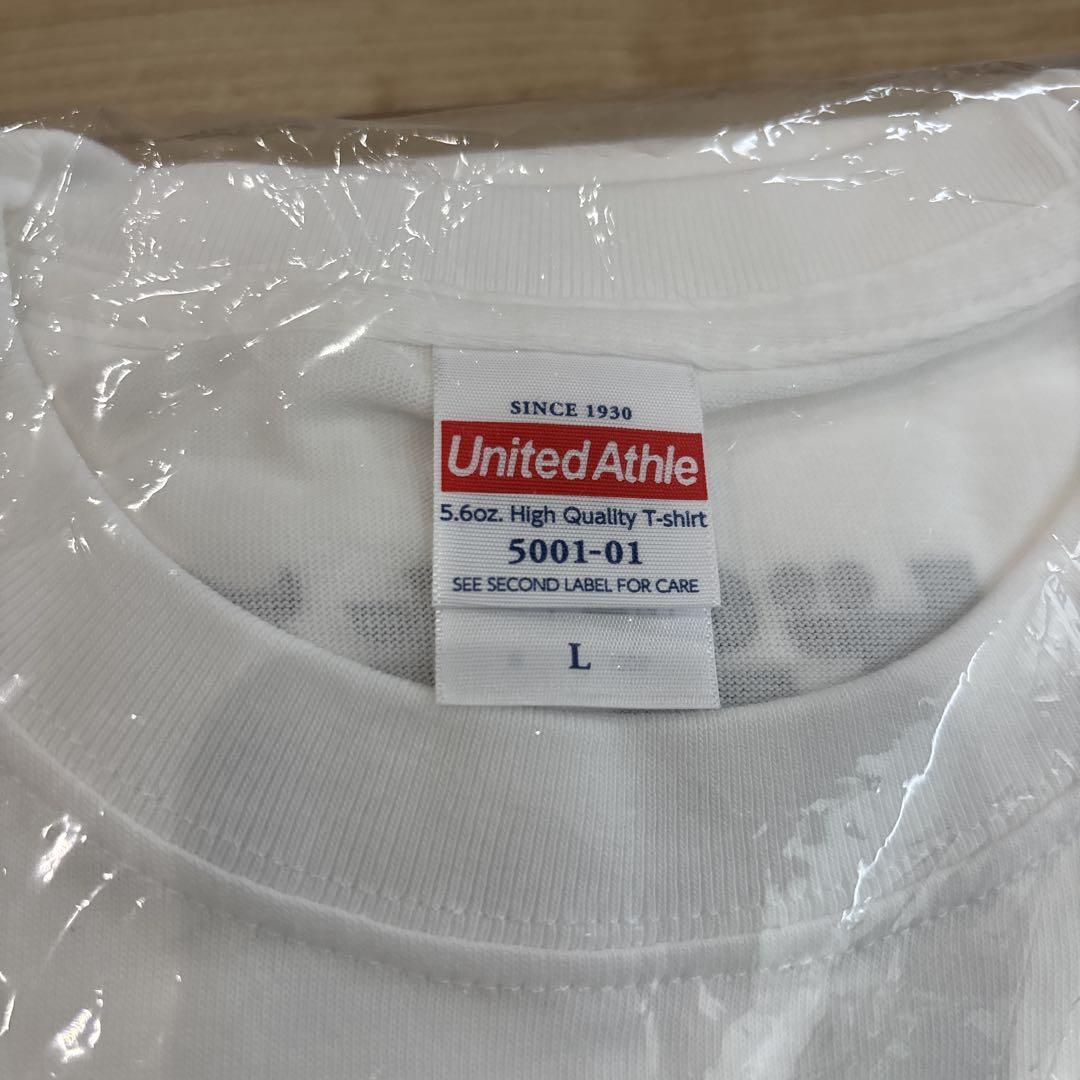 SINCE 1930
United Athle
5.6oz. High Quality T-shirt
5001-01
SEE SECOND LABEL FOR CARE
L